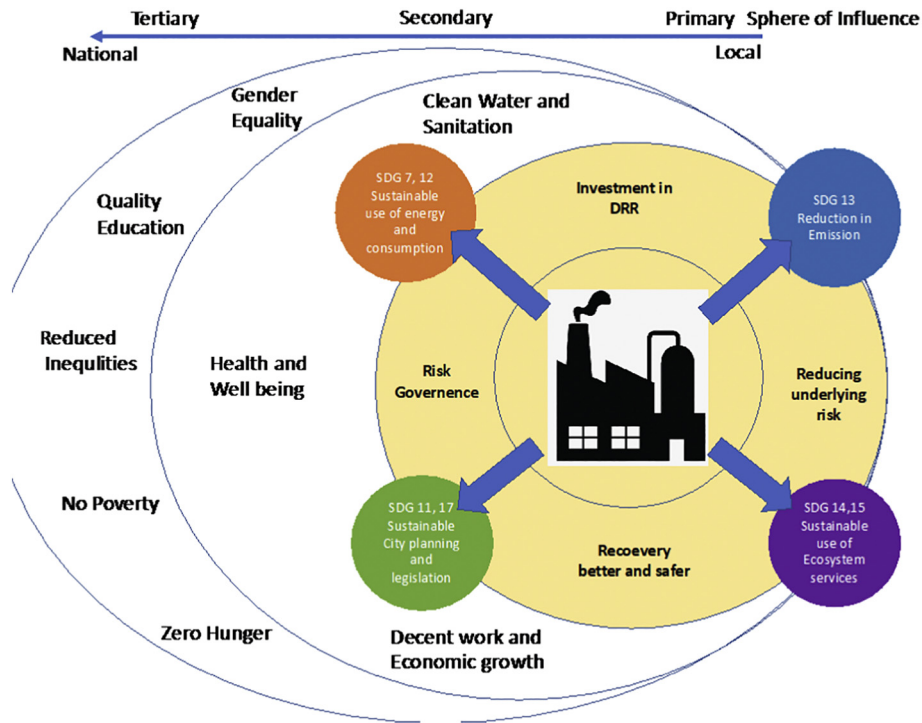 Tertiary Secondary Primary Sphere of Influence
National Local
Gender
Equality
Clean Water and
Sanitation
Quality
Education
SDG 7, 12
Sustainable
use of energy
and
consumption
Investment in
DRR
SDG 13
Reduction in
Emission
Reduced
Inequlities
Health and
Well being
Risk
Governence
Reducing
underlying
risk
No Poverty
SDG 11, 17
Sustainable
City planning
and
legislation
Recoevery
better and safer
SDG 14,15
Sustainable
use of
Ecosystem
services
Zero Hunger
Decent work and
Economic growth